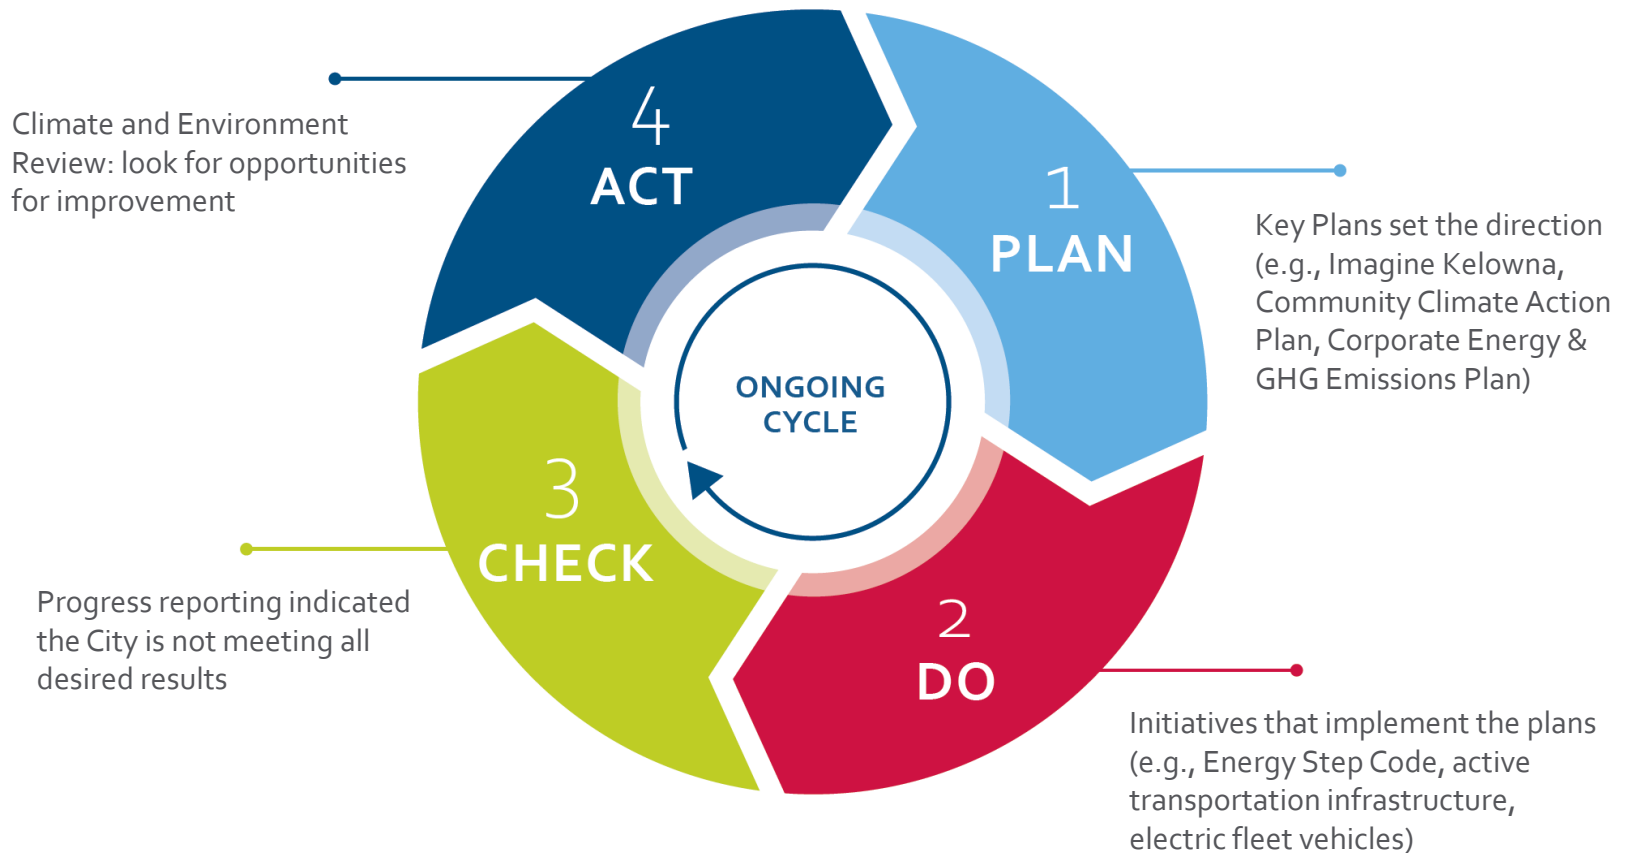 4
ACT
Climate and Environment
Review: look for opportunities
for improvement
1
PLAN
Key Plans set the direction
(e.g., Imagine Kelowna,
Community Climate Action
Plan, Corporate Energy &
GHG Emissions Plan)
ONGOING
CYCLE
3
CHECK
Progress reporting indicated
the City is not meeting all
desired results
2
DO
Initiatives that implement the plans
(e.g., Energy Step Code, active
transportation infrastructure,
electric fleet vehicles)